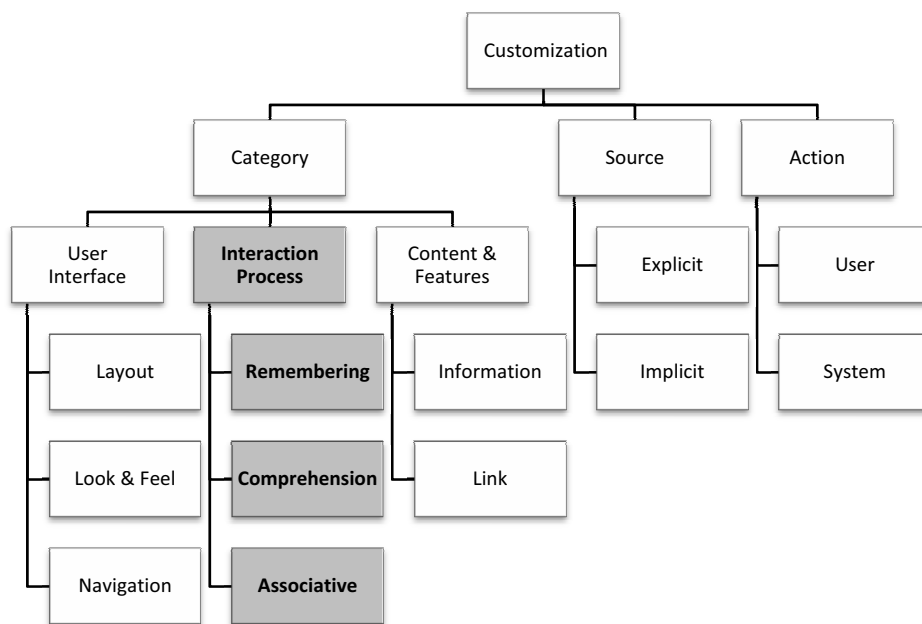 Customization
Category
Source
Action
User
Interface
Interaction
Process
Content &
Features
Explicit
User
Layout
Remembering
Information
Implicit
System
Look & Feel
Comprehension
Link
Navigation
Associative